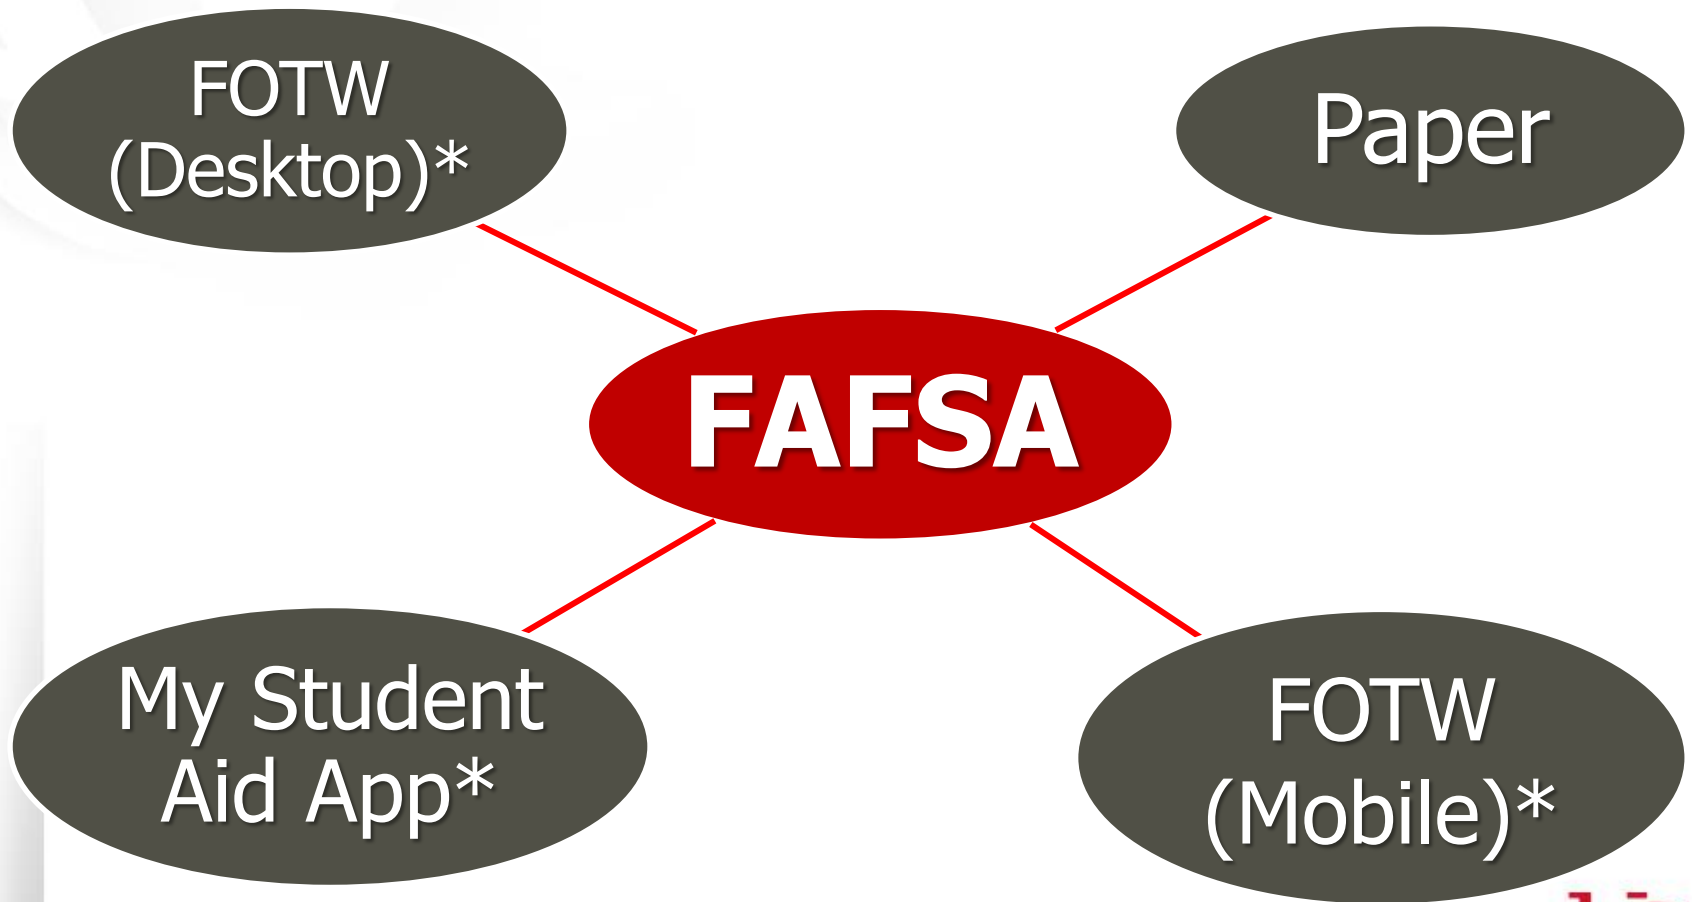 FOTW
(Desktop)*
Paper
FAFSA
My Student
Aid App*
FOTW
(Mobile)*